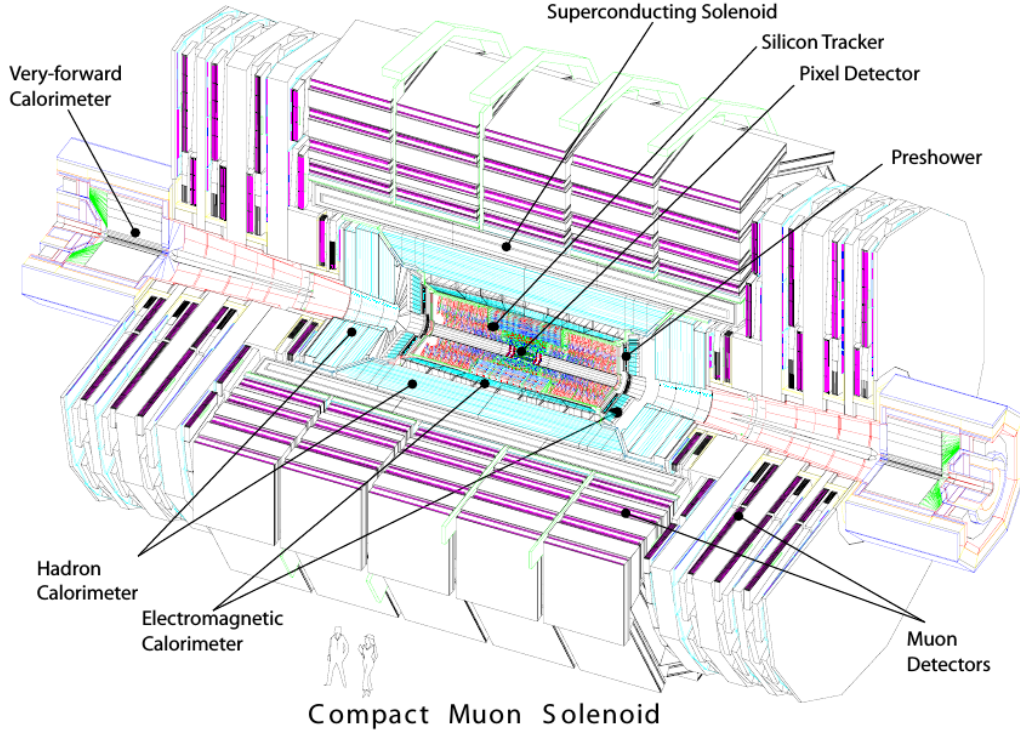 Superconducting Solenoid
Silicon Tracker
Pixel Detector
Very-forward
Calorimeter
Preshower
Hadron
Calorimeter
Electromagnetic
Calorimeter
Muon
Detectors
Compact Muon Solenoid